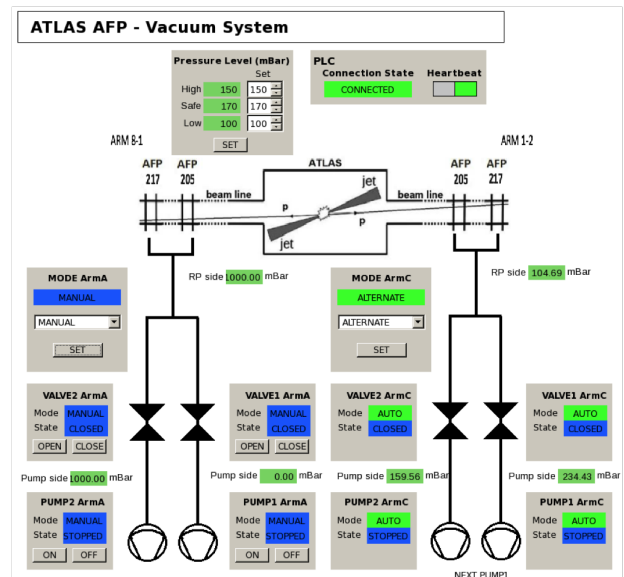 ATLAS AFP - Vacuum System
Pressure Level (mBar)
Set
High 150 150
Safe 170 170
Low 100 100
SET
PLC
Connection State Heartbeat
CONNECTED
ARM 8-1
ARM 1-2
AFP 217
AFP 205
beam line
ATLAS
jet
p
p
jet
beam line
AFP 205
AFP 217
RP side 1000.00 mBar
RP side 104.69 mBar
MODE ArmA
MANUAL
MANUAL
SET
MODE ArmC
ALTERNATE
ALTERNATE
SET
VALVE2 ArmA
Mode MANUAL
State CLOSED
OPEN CLOSE
VALVE1 ArmA
Mode MANUAL
State CLOSED
OPEN CLOSE
VALVE2 ArmC
Mode AUTO
State CLOSED
VALVE1 ArmC
Mode AUTO
State CLOSED
Pump side 1000.00 mBar
Pump side 0.00 mBar
Pump side 159.56 mBar
Pump side 234.43 mBar
PUMP2 ArmA
Mode MANUAL
State STOPPED
ON OFF
PUMP1 ArmA
Mode MANUAL
State STOPPED
ON OFF
PUMP2 ArmC
Mode AUTO
State STOPPED
PUMP1 ArmC
Mode AUTO
State STOPPED
NEXT PUMP1